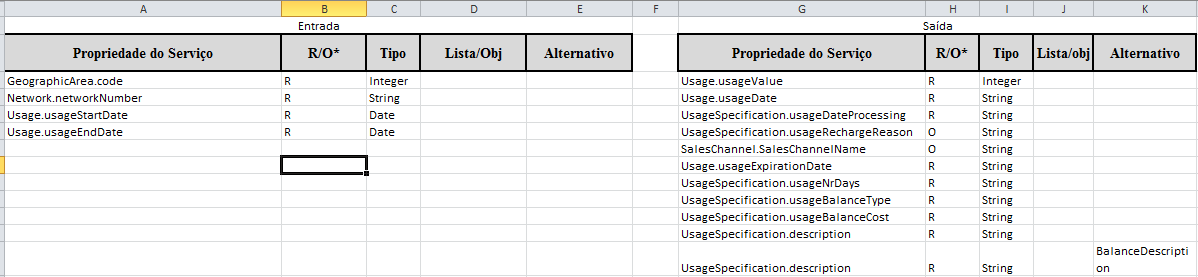 A B C D E F G H I J K
Entrada Saída
Propriedade do Serviço R/O* Tipo Lista/Obj Alternativo Propriedade do Serviço R/O* Tipo Lista/obj Alternativo
GeographicArea.code R Integer Usage.usageValue R Integer
Network.networkNumber R String Usage.usageDate R String
Usage.usageStartDate R Date UsageSpecification.usageDateProcessing R String
Usage.usageEndDate R Date UsageSpecification.usageRechargeReason O String
SalesChannel.SalesChannelName O String
Usage.usageExpirationDate R String
UsageSpecification.usageNrDays R String
UsageSpecification.usageBalanceType R String
UsageSpecification.usageBalanceCost R String
UsageSpecification.description R String
BalanceDescripti
UsageSpecification.description R String on